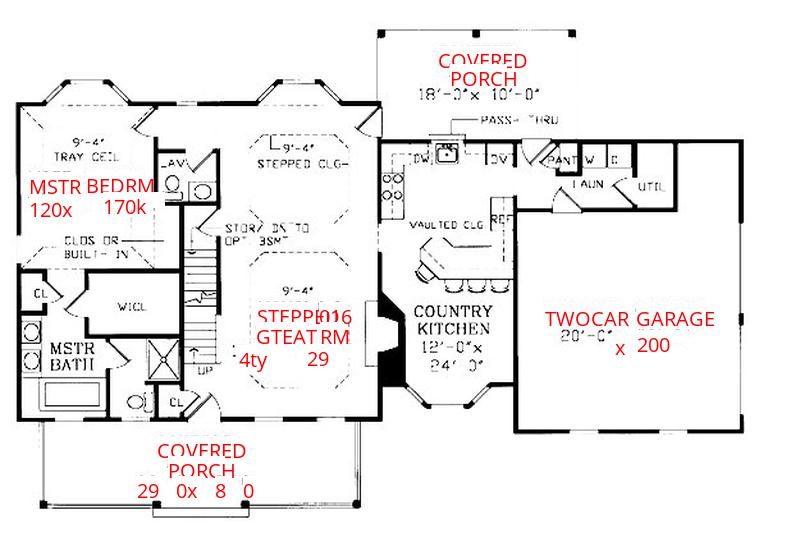 COVERED
PORCH
18'-0"x 10'-0"
PASS- THRU
9'-4"
TRAY CEIL
MSTR BEDRM
120x 170k
CLOS OR
BUILT-IN
LAV
9'-4"
STEPPED CLG-
STOR/ DN TO
OPT BSMT
DW
OV
PANT
W
D
LAUN
UTIL
REF
VAULTED CLG
CL
WICL
9'-4"
STEPPI016
GTEAT RM
4ty 29
COUNTRY
KITCHEN
12'-0"x
24'-0"
TWOCAR GARAGE
20'-0"
x 200
MSTR
BATH
UP
CL
COVERED
PORCH
29 0x 8 0